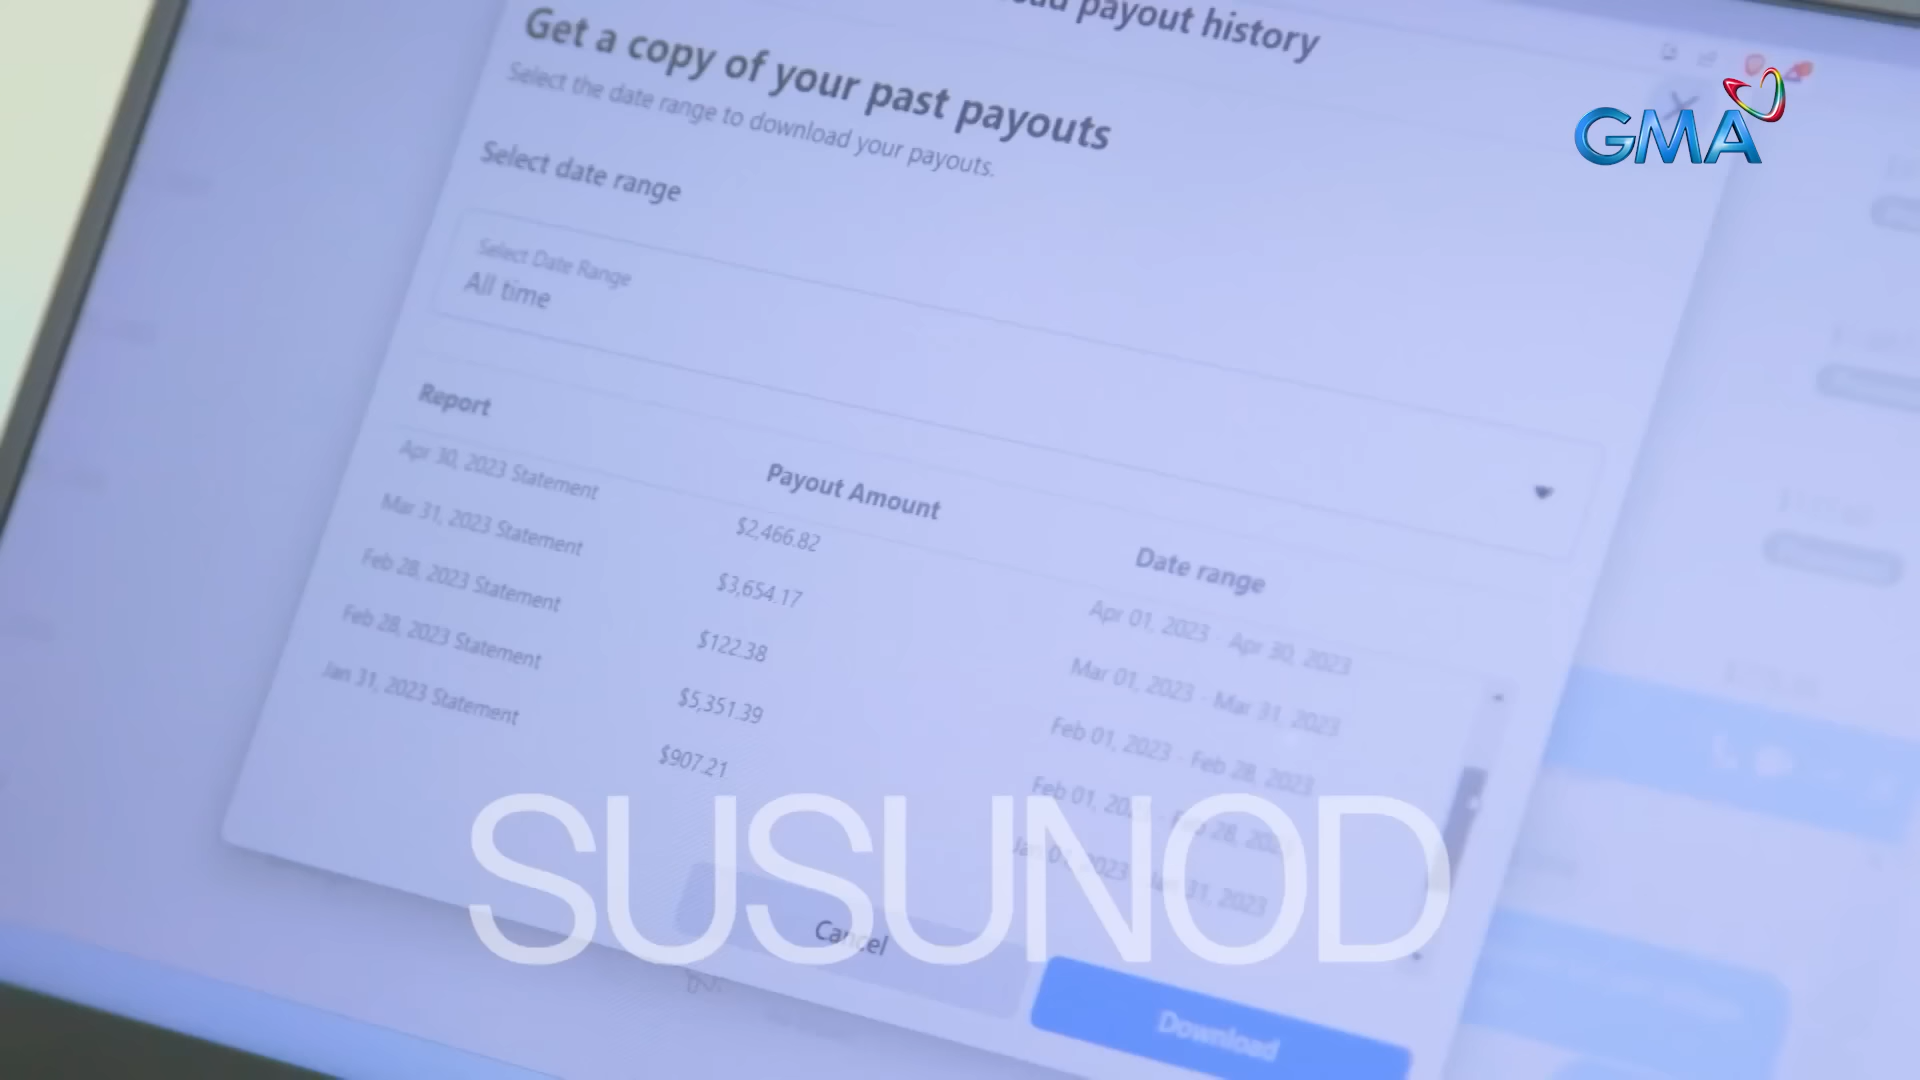 payout history
Get a copy of your past payouts
Select the date range to download your payouts.
Select date range
Select Date Range
All time
Report Payout Amount Date range
Apr 30, 2023 Statement $2,466.82 Apr 01, 2023 - Apr 30, 2023
Mar 31, 2023 Statement $3,654.17 Mar 01, 2023 - Mar 31, 2023
Feb 28, 2023 Statement $122.38 Feb 01, 2023 - Feb 28, 2023
Feb 28, 2023 Statement $5,351.39 Feb 01, 2023 - Feb 28, 2023
Jan 31, 2023 Statement $907.21 Jan 01, 2023 - Jan 31, 2023
Cancel
Download
GMA
SUSUNOD